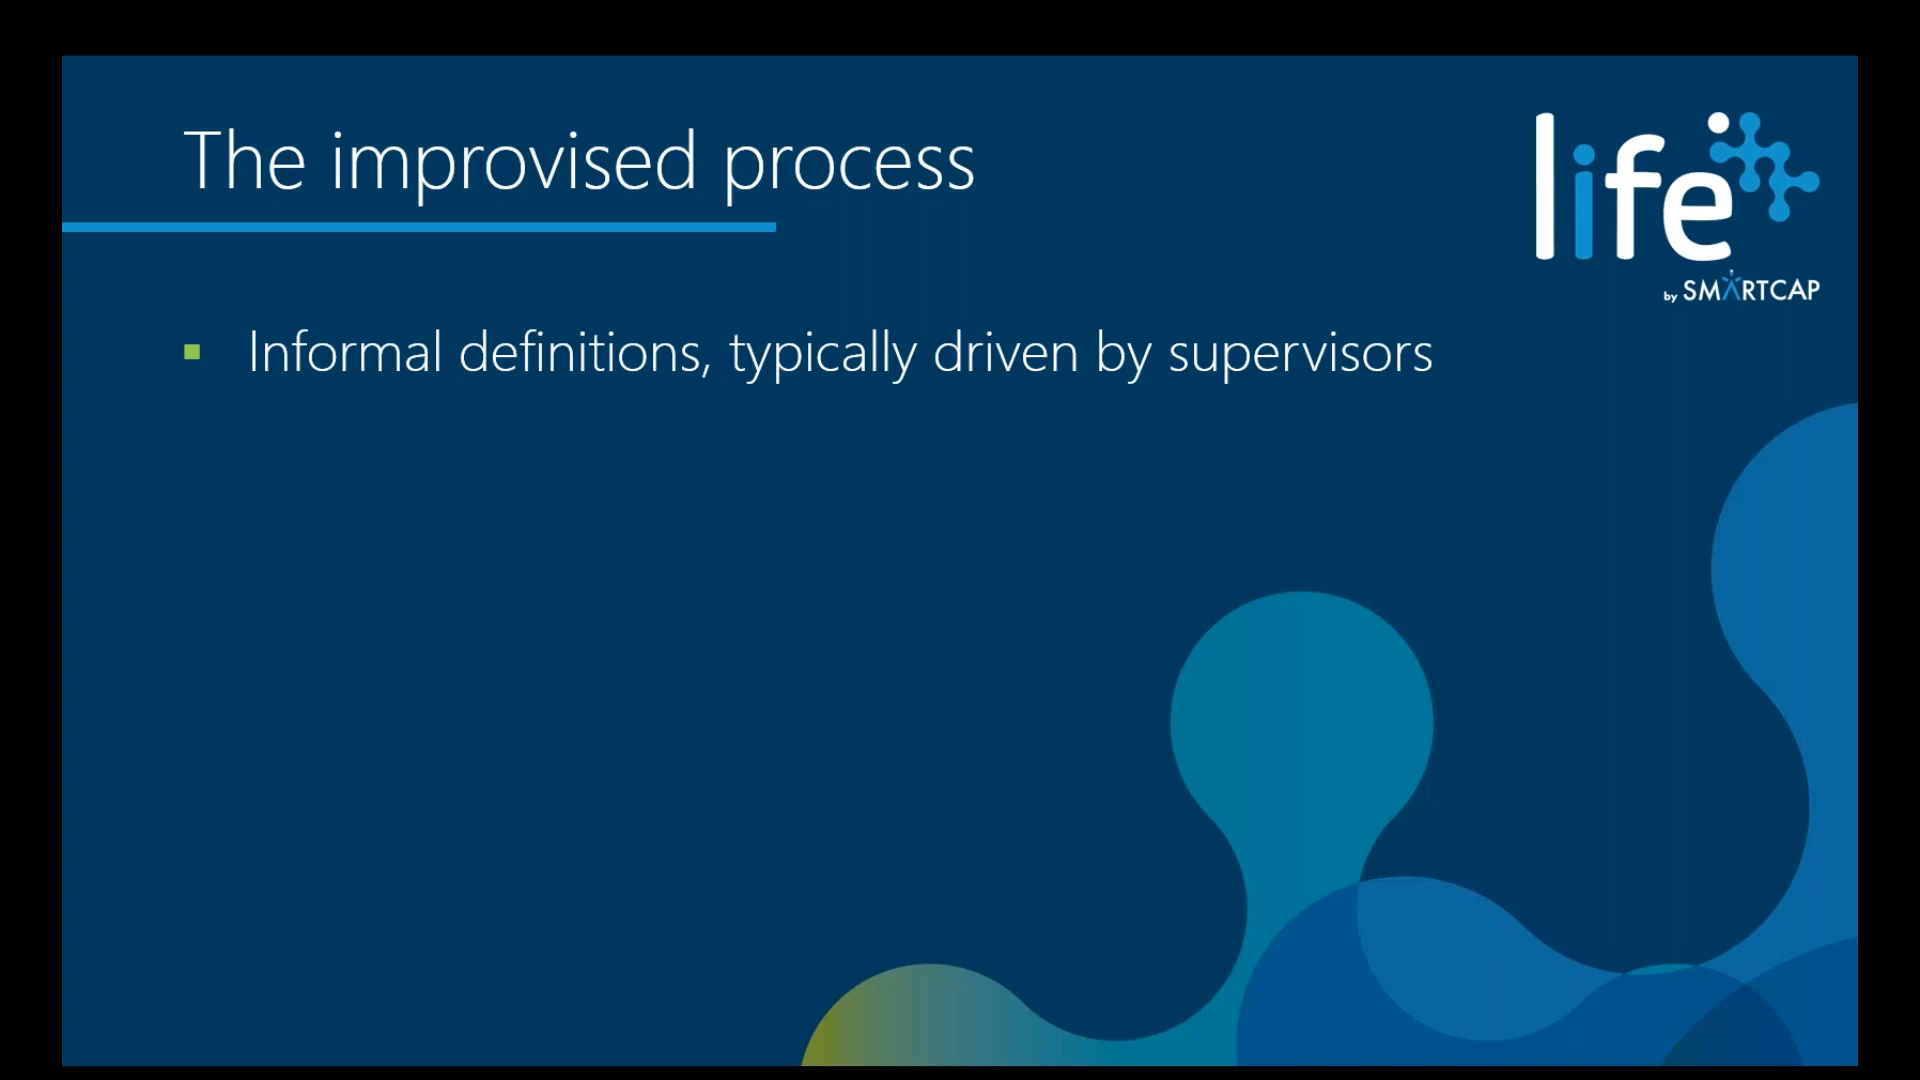 The improvised process
life
by SMARTCAP
Informal definitions, typically driven by supervisors